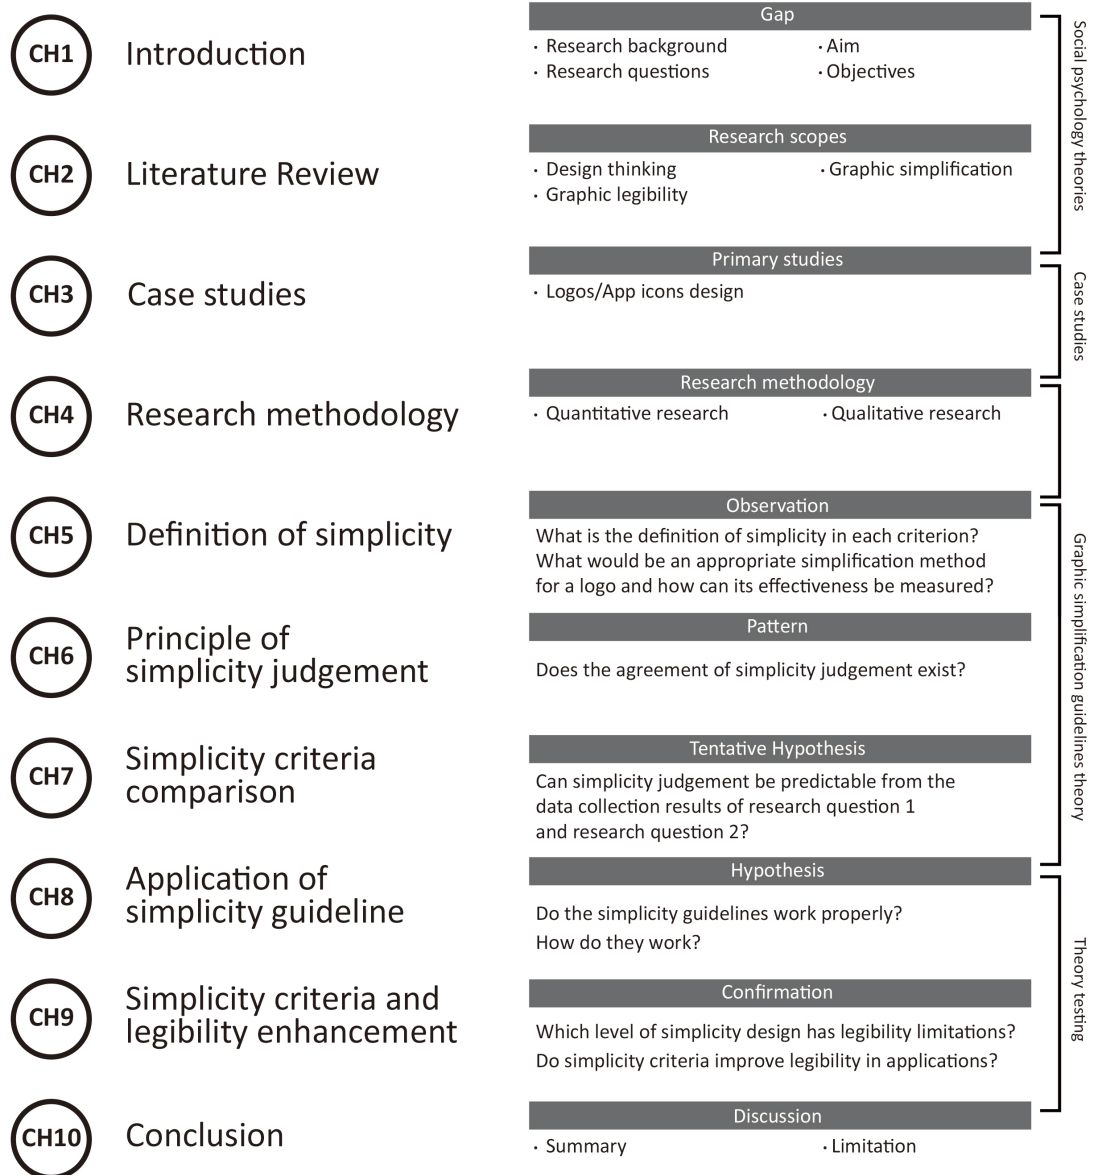 CH1
Introduction
Gap
· Research background
· Aim
· Research questions
· Objectives
CH2
Literature Review
Research scopes
· Design thinking
· Graphic simplification
· Graphic legibility
Social psychology theories
CH3
Case studies
Primary studies
· Logos/App icons design
Case studies
CH4
Research methodology
Research methodology
· Quantitative research
· Qualitative research
CH5
Definition of simplicity
Observation
What is the definition of simplicity in each criterion?
What would be an appropriate simplification method
for a logo and how can its effectiveness be measured?
CH6
Principle of
simplicity judgement
Pattern
Does the agreement of simplicity judgement exist?
CH7
Simplicity criteria
comparison
Tentative Hypothesis
Can simplicity judgement be predictable from the
data collection results of research question 1
and research question 2?
Graphic simplification guidelines theory
CH8
Application of
simplicity guideline
Hypothesis
Do the simplicity guidelines work properly?
How do they work?
CH9
Simplicity criteria and
legibility enhancement
Confirmation
Which level of simplicity design has legibility limitations?
Do simplicity criteria improve legibility in applications?
Theory testing
CH10
Conclusion
Discussion
· Summary
· Limitation